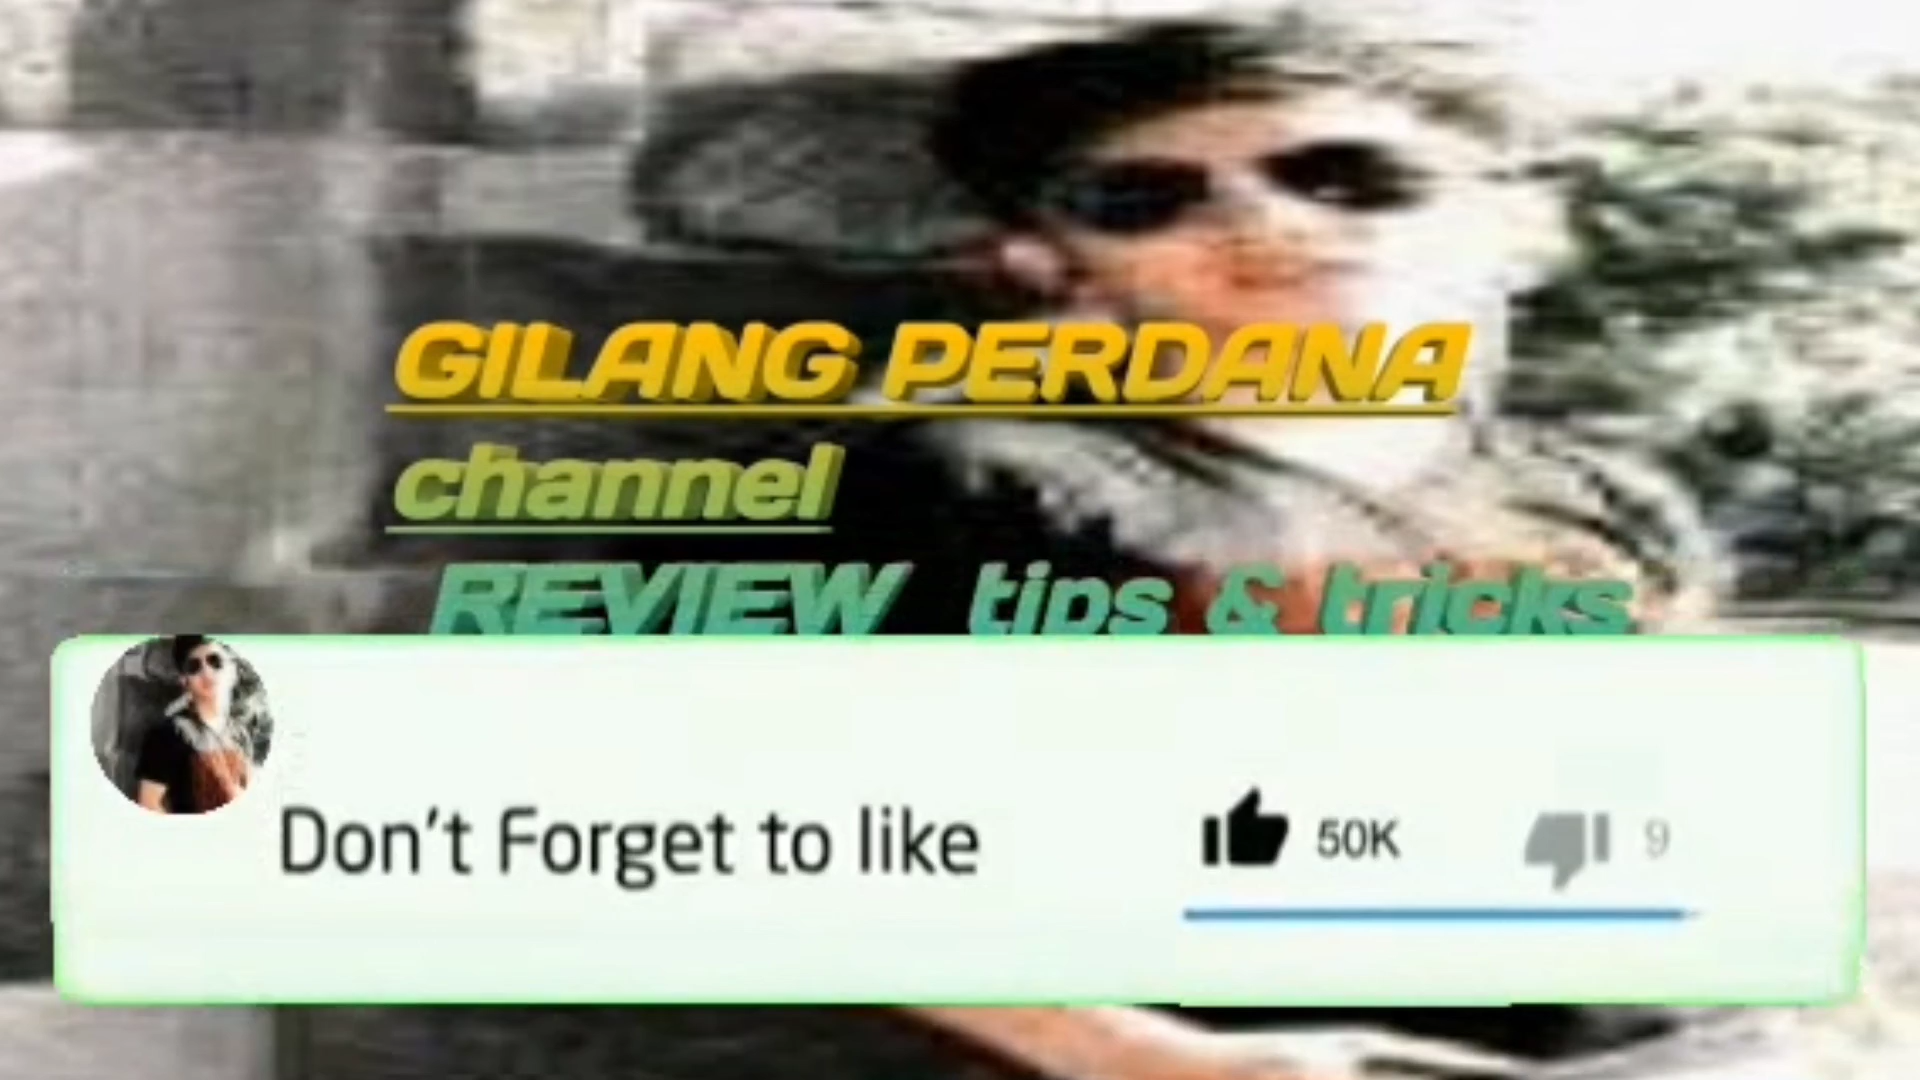 GILANG PERDANA
channel
REVIEW tips & tricks
Don't Forget to like
50K
9